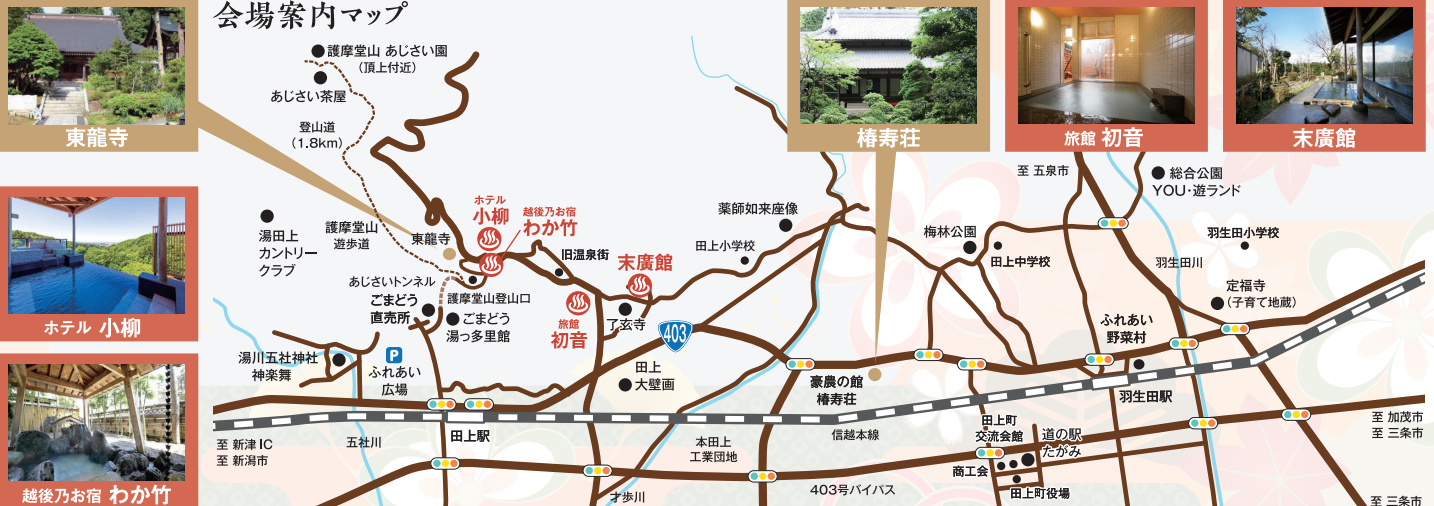 会場案内マップ
東龍寺
ホテル 小柳
越後乃お宿 わか竹
椿寿荘
旅館 初音
末廣館
護摩堂山 あじさい園
（頂上付近）
あじさい茶屋
登山道
（1.8km）
湯田上
カントリー
クラブ
護摩堂山
遊歩道
東龍寺
ホテル
小柳
越後乃お宿
わか竹
旧温泉街
あじさいトンネル
護摩堂山登山口
ごまどう
直売所
ごまどう
湯っ多里館
旅館
初音
末廣館
了玄寺
田上小学校
薬師如来座像
403
湯川五社神社
神楽舞
P
ふれあい
広場
田上
大壁画
豪農の館
椿寿荘
梅林公園
田上中学校
至 五泉市
総合公園
YOU・遊ランド
羽生田小学校
羽生田川
定福寺
（子育て地蔵）
ふれあい
野菜村
羽生田駅
至 新津IC
至 新潟市
五社川
田上駅
才歩川
本田上
工業団地
信越本線
403号バイパス
田上町
交流会館
道の駅
たがみ
商工会
田上町役場
至 加茂市
至 三条市
至 三条市